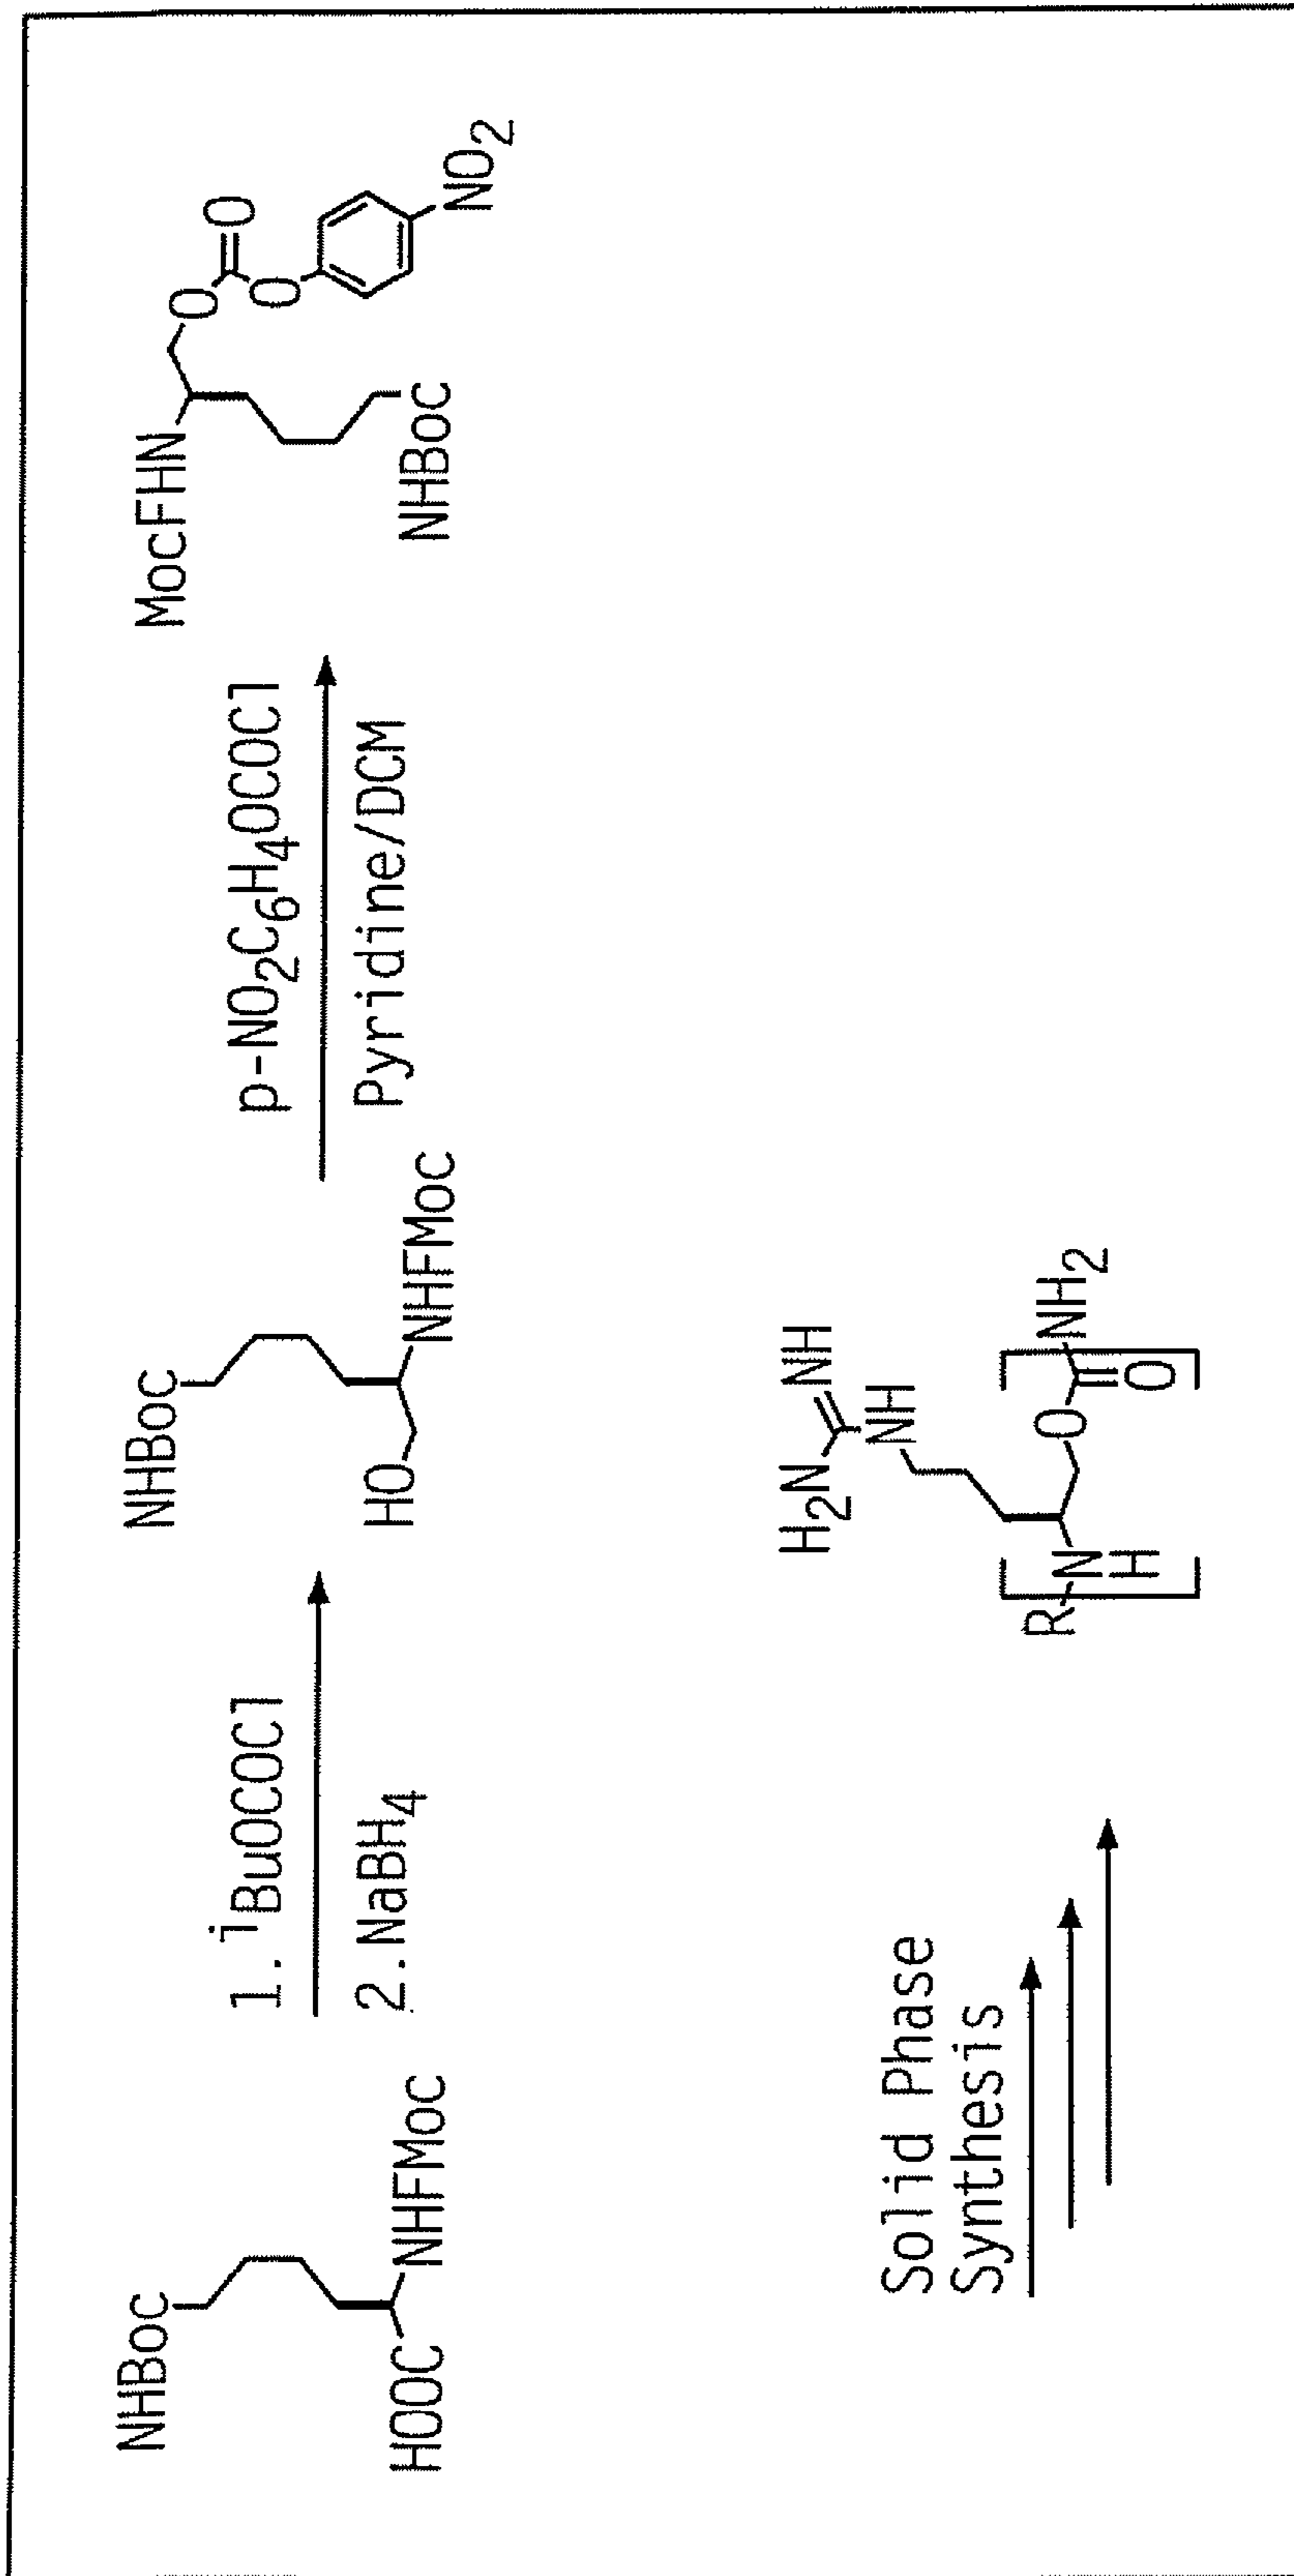 NHBoc
HOOC
NHFMoc
1. iBuOCOCl
2.NaBH4
NHBoc
HO
NHFMoc
p-NO2C6H4OCOCl
Pyridine/DCM
MocFHN
O
O
O
NO2
NHBoc
Solid Phase
Synthesis
H2N
NH
NH
R
N
H
O
O
NH2